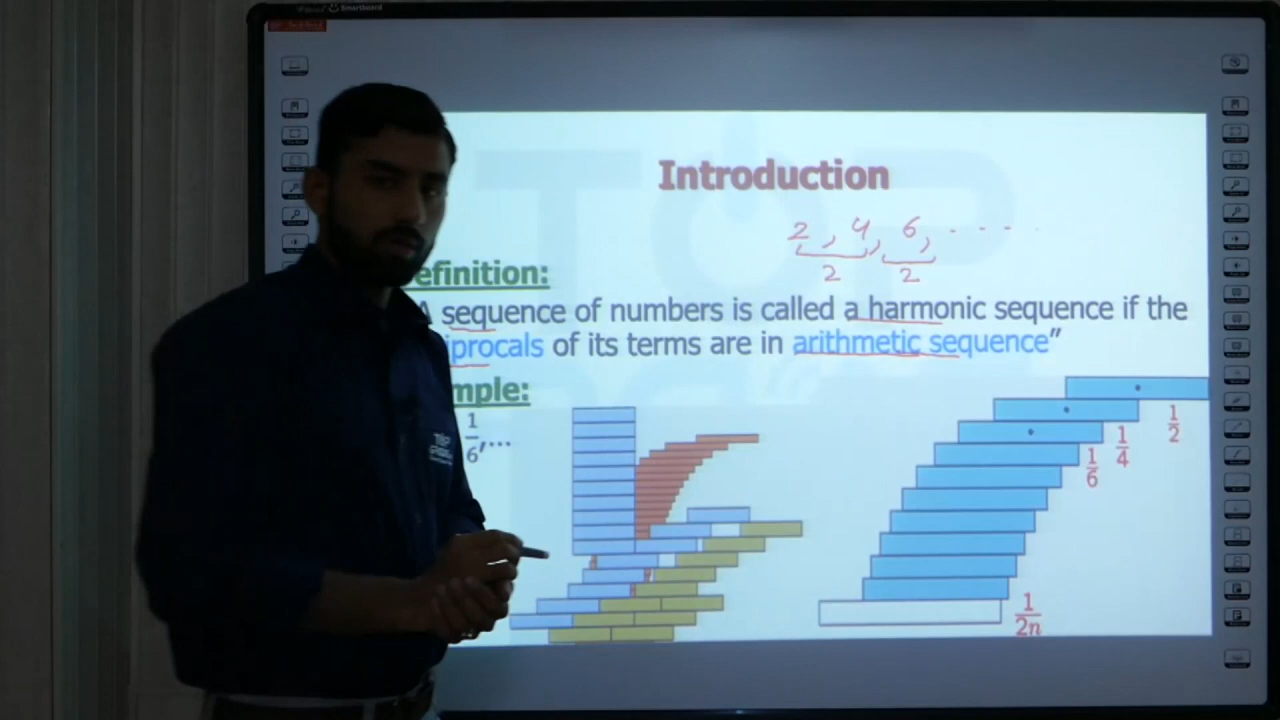 Smartboard
Introduction
2, 4, 6, ....
2 2
efinition:
A sequence of numbers is called a harmonic sequence if the
iprocals of its terms are in arithmetic sequence”
mple:
1/6,...
1/2
1/4
1/6
1/2n